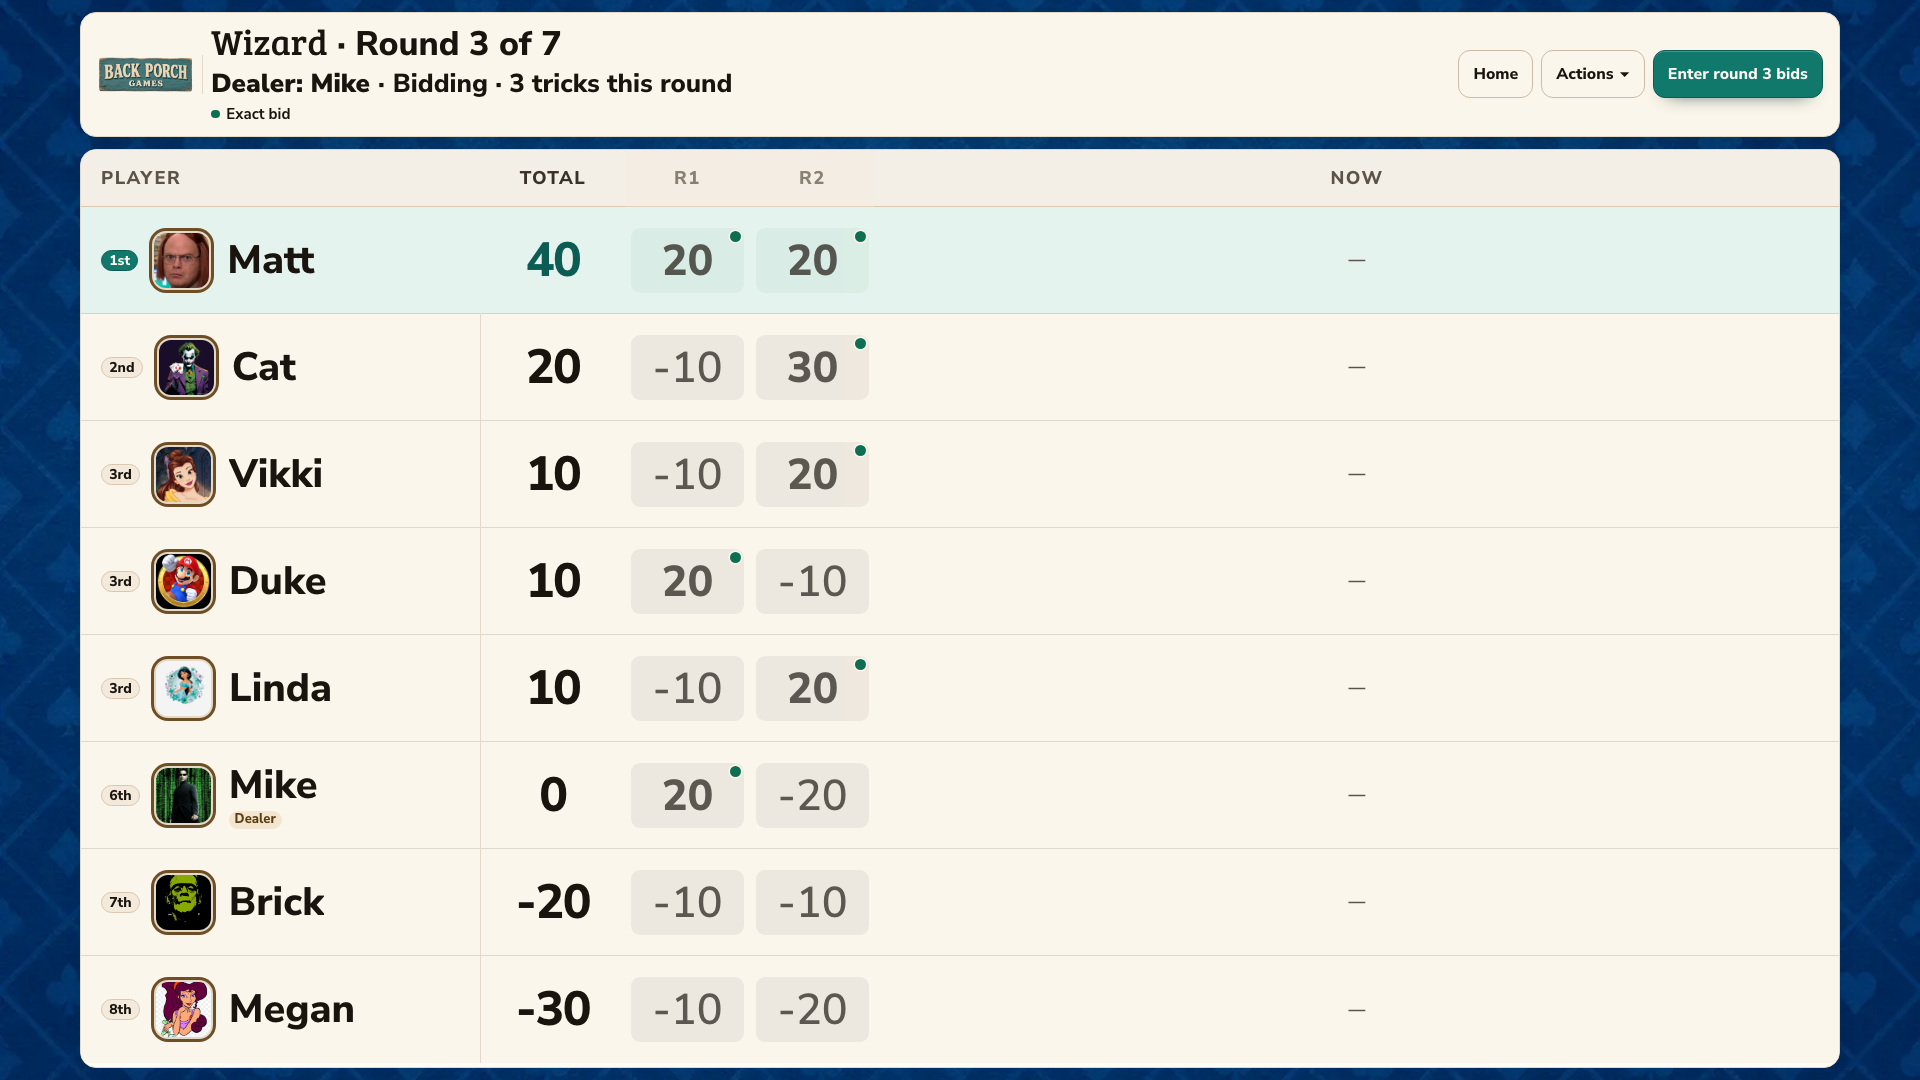 BACK PORCH
GAMES
Wizard · Round 3 of 7
Dealer: Mike · Bidding · 3 tricks this round
Exact bid
Home
Actions
Enter round 3 bids
PLAYER TOTAL R1 R2 NOW
1st Matt 40 20 20 —
2nd Cat 20 -10 30 —
3rd Vikki 10 -10 20 —
3rd Duke 10 20 -10 —
3rd Linda 10 -10 20 —
6th Mike 0 20 -20 —
Dealer
7th Brick -20 -10 -10 —
8th Megan -30 -10 -20 —